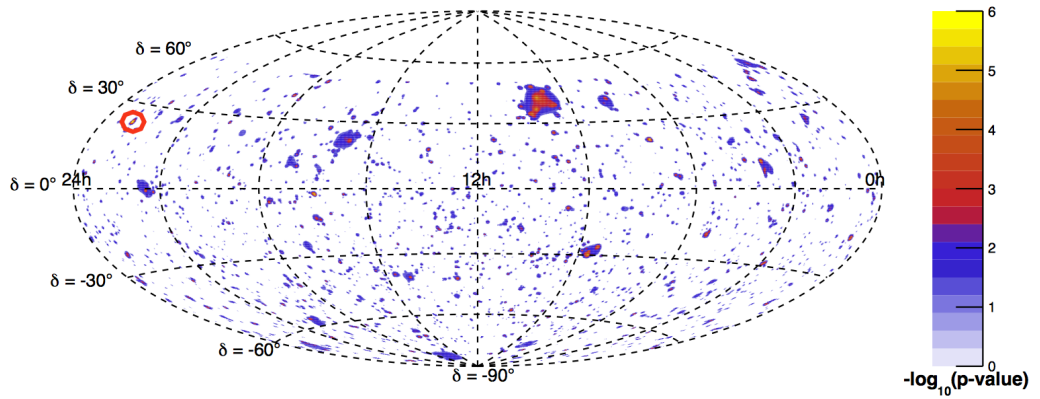 δ = 60°
δ = 30°
δ = 0°
24h
12h
0h
δ = -30°
δ = -60°
δ = -90°
6
5
4
3
2
1
0
-log10(p-value)